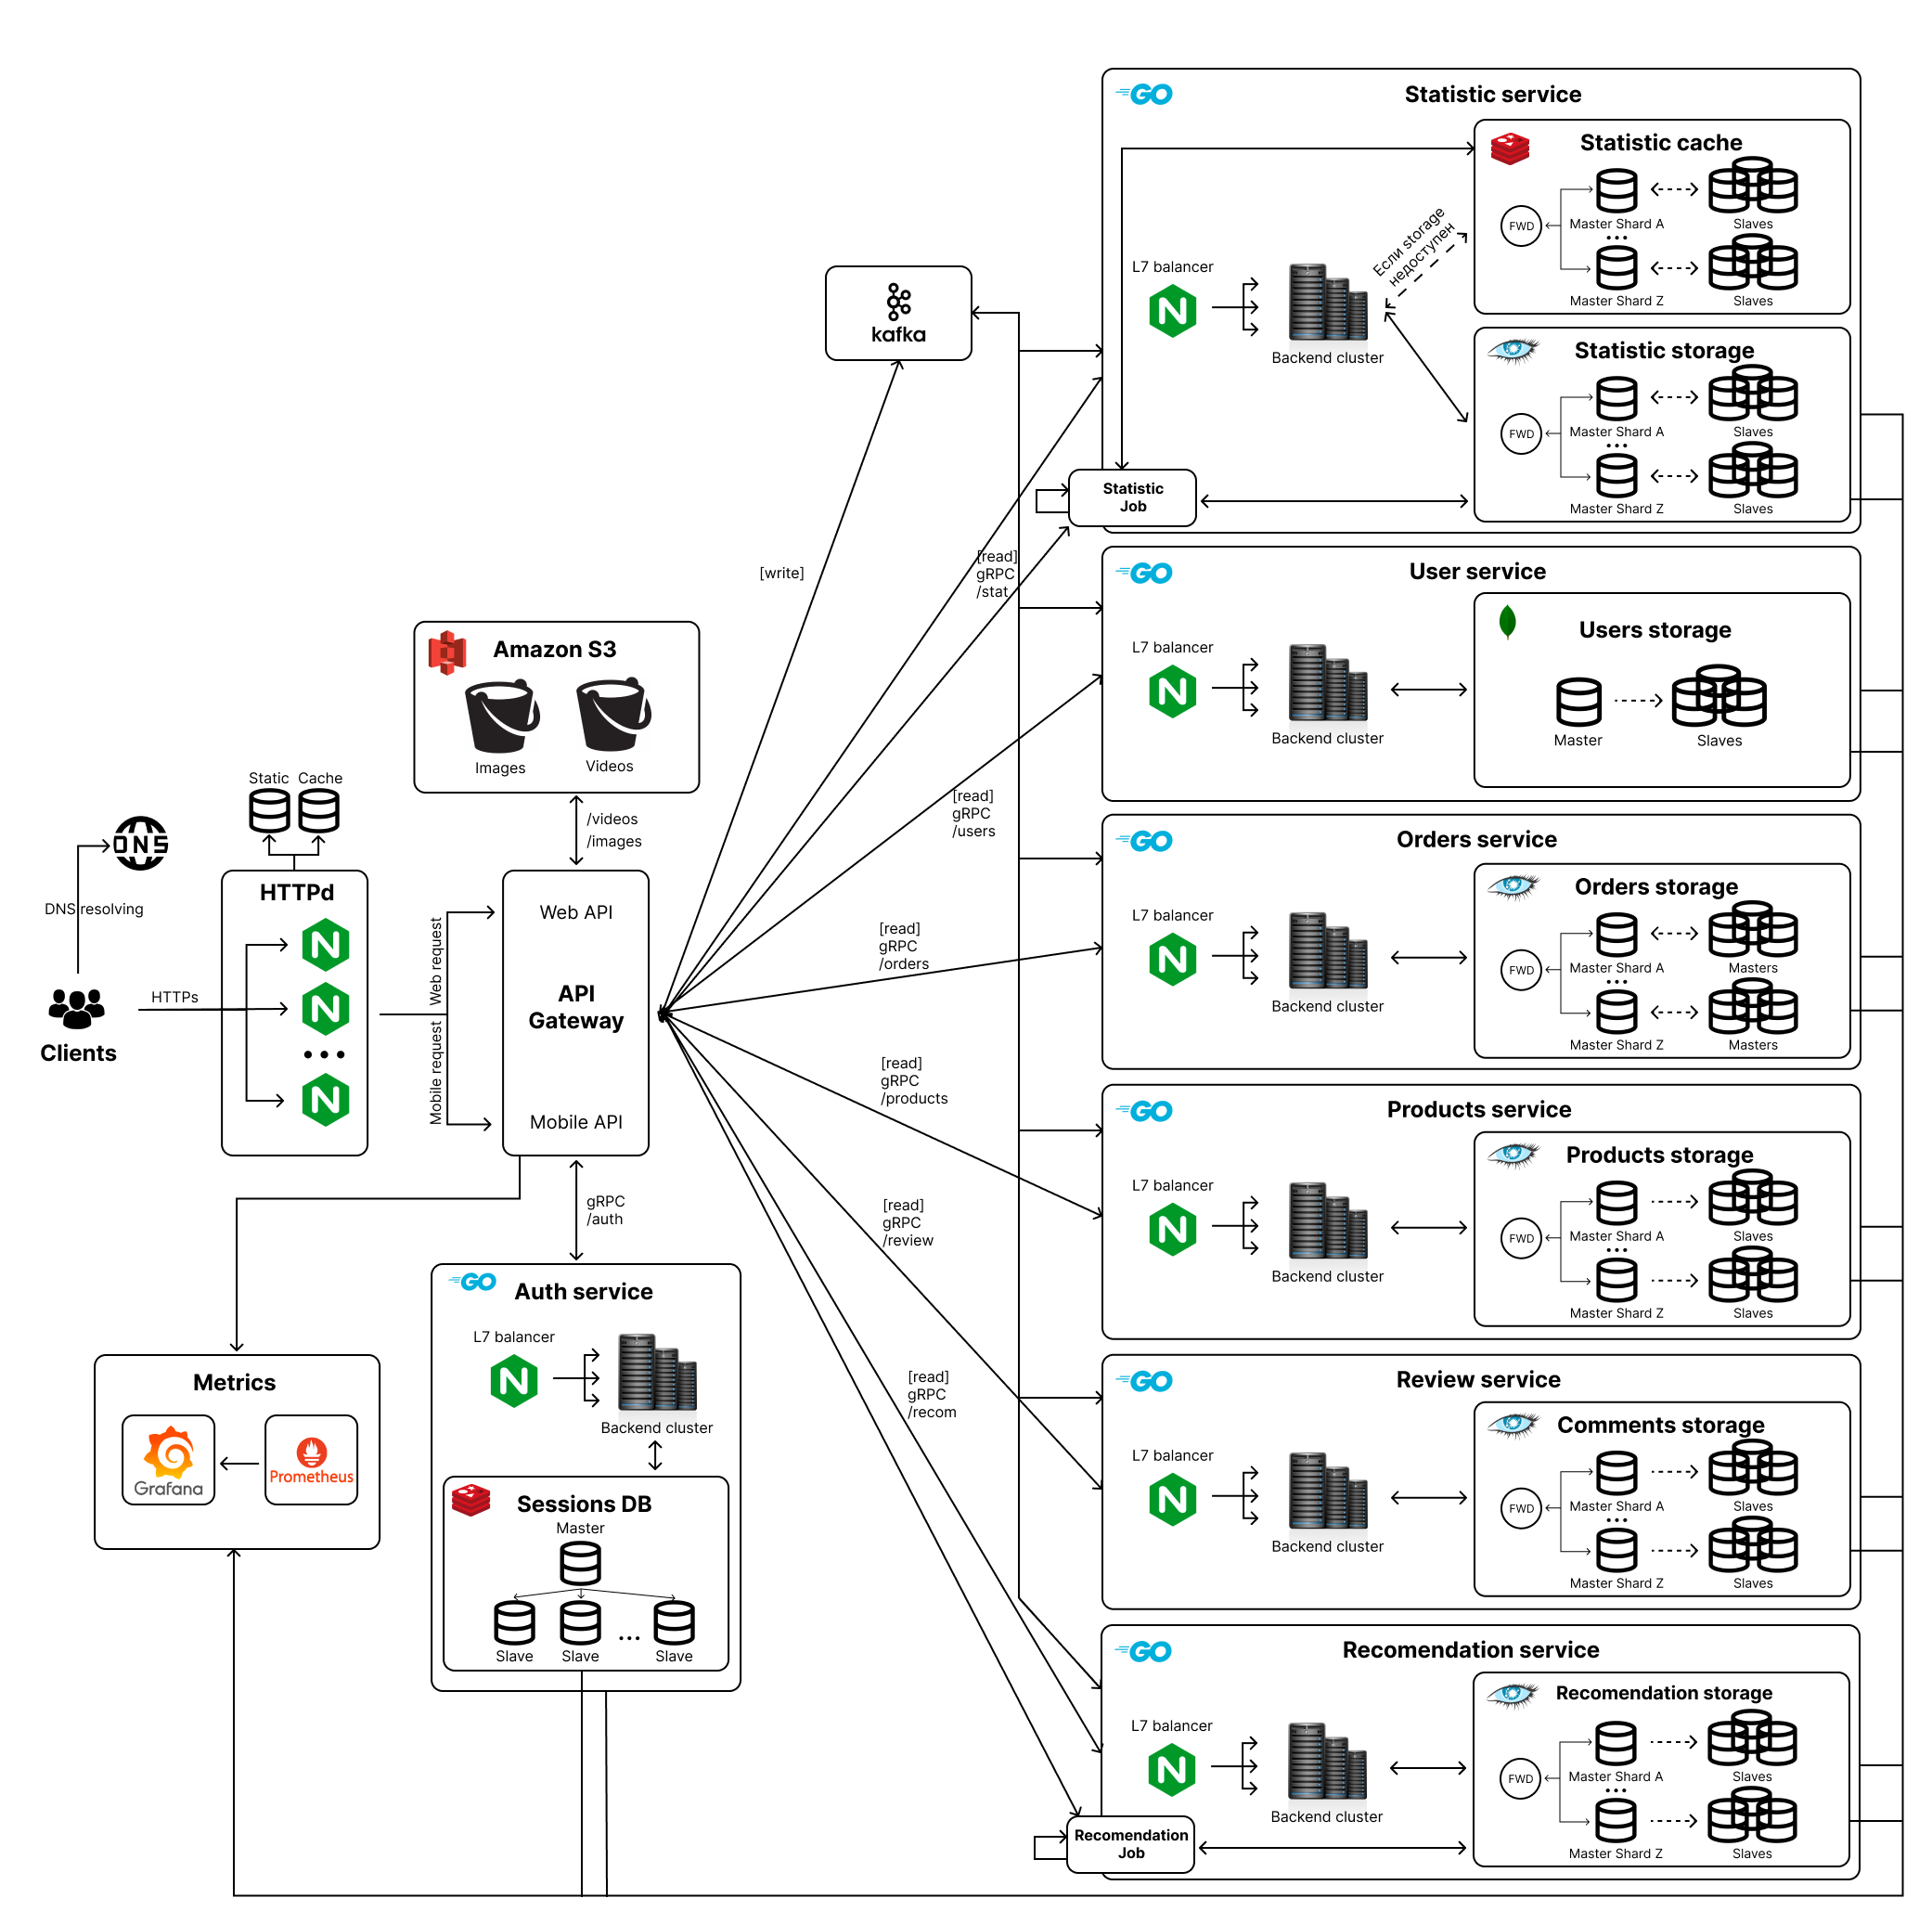 Statistic service
Statistic cache
FWD
Master Shard A
Slaves
Master Shard Z
Slaves
Если storage
недоступен
L7 balancer
Backend cluster
Statistic storage
FWD
Master Shard A
Slaves
Master Shard Z
Slaves
Statistic
Job
kafka
[write]
[read]
gRPC
/stat
User service
L7 balancer
Backend cluster
Users storage
Master
Slaves
Amazon S3
Images
Videos
/videos
/images
[read]
gRPC
/users
Static
Cache
DNS
DNS resolving
HTTPs
Clients
HTTPd
Web request
Mobile request
Web API
API
Gateway
Mobile API
[read]
gRPC
/orders
Orders service
L7 balancer
Backend cluster
Orders storage
FWD
Master Shard A
Masters
Master Shard Z
Masters
[read]
gRPC
/products
Products service
L7 balancer
Backend cluster
Products storage
FWD
Master Shard A
Slaves
Master Shard Z
Slaves
gRPC
/auth
[read]
gRPC
/review
Auth service
L7 balancer
Backend cluster
Sessions DB
Master
Slave
Slave
...
Slave
Metrics
Grafana
Prometheus
[read]
gRPC
/recom
Review service
L7 balancer
Backend cluster
Comments storage
FWD
Master Shard A
Slaves
Master Shard Z
Slaves
Recomendation service
L7 balancer
Backend cluster
Recomendation storage
FWD
Master Shard A
Slaves
Master Shard Z
Slaves
Recomendation
Job
GO
GO
GO
GO
GO
GO
GO